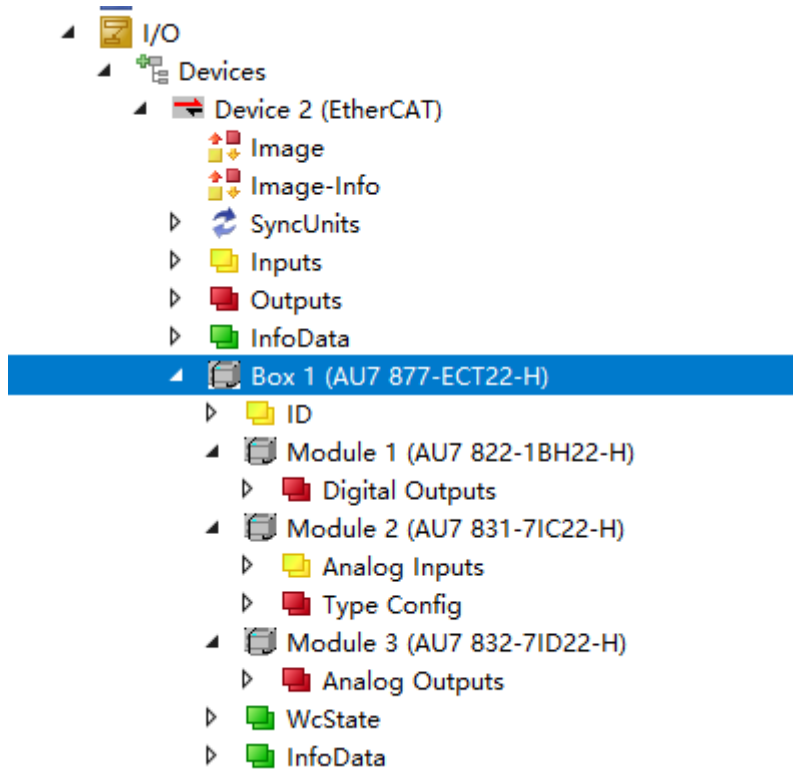 I/O
Devices
Device 2 (EtherCAT)
Image
Image-Info
SyncUnits
Inputs
Outputs
InfoData
Box 1 (AU7 877-ECT22-H)
ID
Module 1 (AU7 822-1BH22-H)
Digital Outputs
Module 2 (AU7 831-7IC22-H)
Analog Inputs
Type Config
Module 3 (AU7 832-7ID22-H)
Analog Outputs
WcState
InfoData